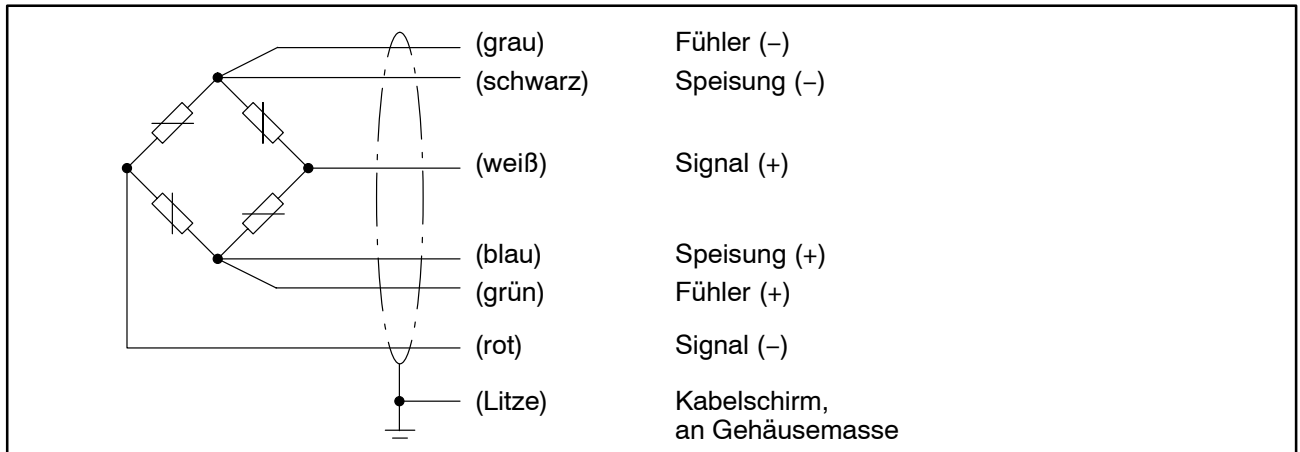 (grau) Fühler (−)
(schwarz) Speisung (−)
(weiß) Signal (+)
(blau) Speisung (+)
(grün) Fühler (+)
(rot) Signal (−)
(Litze) Kabelschirm,
an Gehäusemasse